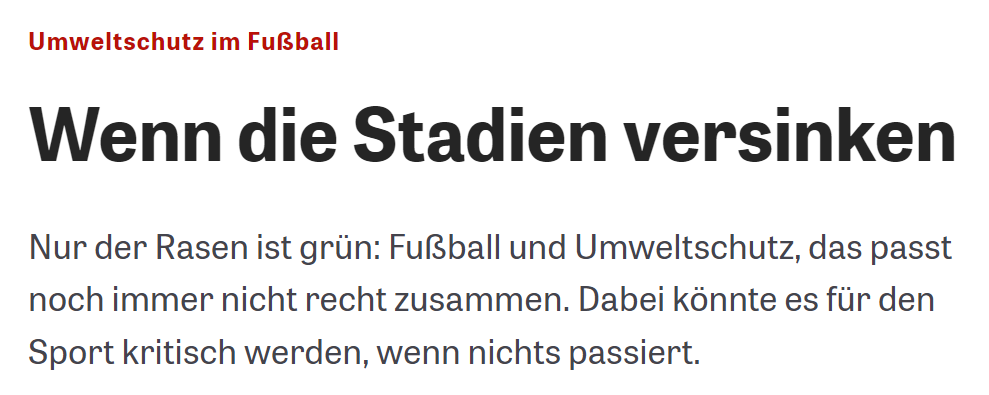 Umweltschutz im Fußball
Wenn die Stadien versinken
Nur der Rasen ist grün: Fußball und Umweltschutz, das passt
noch immer nicht recht zusammen. Dabei könnte es für den
Sport kritisch werden, wenn nichts passiert.